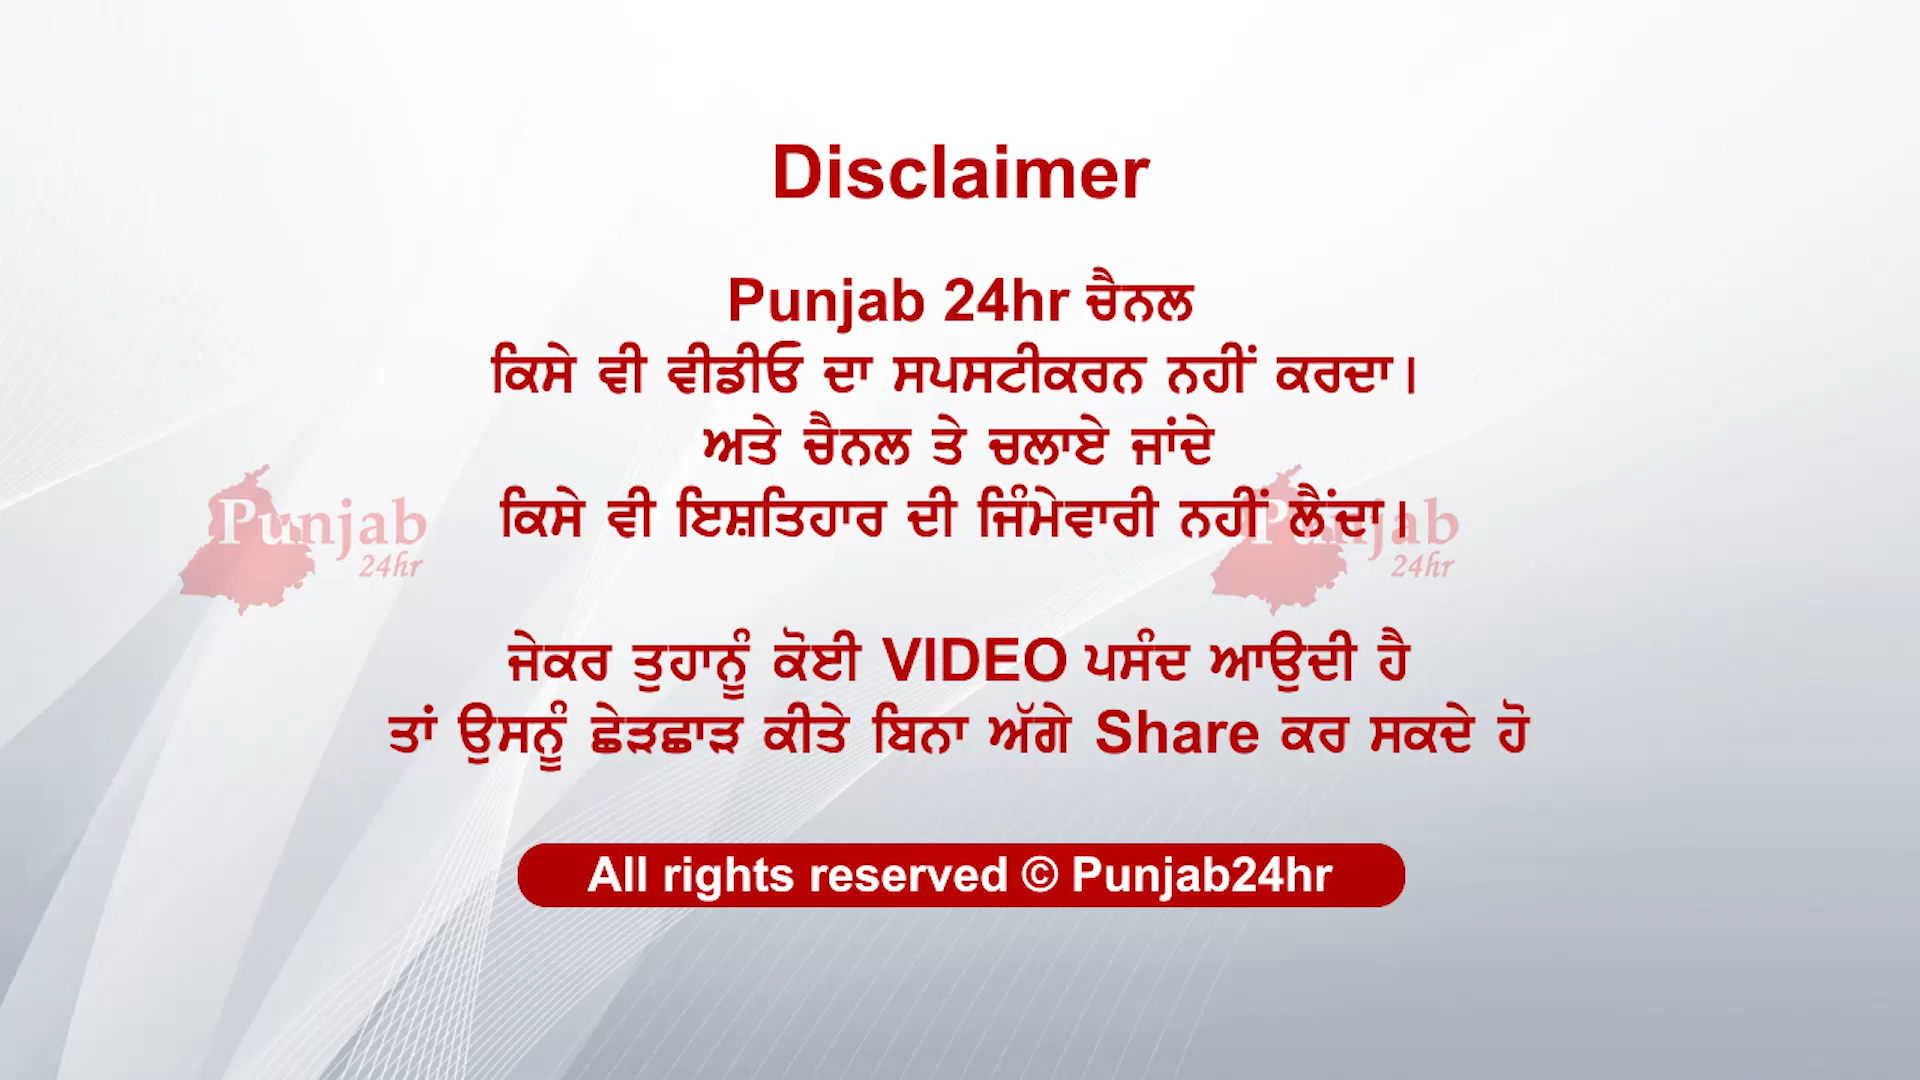 Disclaimer
Punjab 24hr ਚੈਨਲ
ਕਿਸੇ ਵੀ ਵੀਡੀਓ ਦਾ ਸਪਸਟੀਕਰਨ ਨਹੀਂ ਕਰਦਾ।
ਅਤੇ ਚੈਨਲ ਤੇ ਚਲਾਏ ਜਾਂਦੇ
ਕਿਸੇ ਵੀ ਇਸ਼ਤਿਹਾਰ ਦੀ ਜਿੰਮੇਵਾਰੀ ਨਹੀਂ ਲੈਂਦਾ।
Punjab
24hr
Punjab
24hr
ਜੇਕਰ ਤੁਹਾਨੂੰ ਕੋਈ VIDEO ਪਸੰਦ ਆਉਦੀ ਹੈ
ਤਾਂ ਉਸਨੂੰ ਛੇੜਛਾੜ ਕੀਤੇ ਬਿਨਾ ਅੱਗੇ Share ਕਰ ਸਕਦੇ ਹੋ
All rights reserved © Punjab24hr